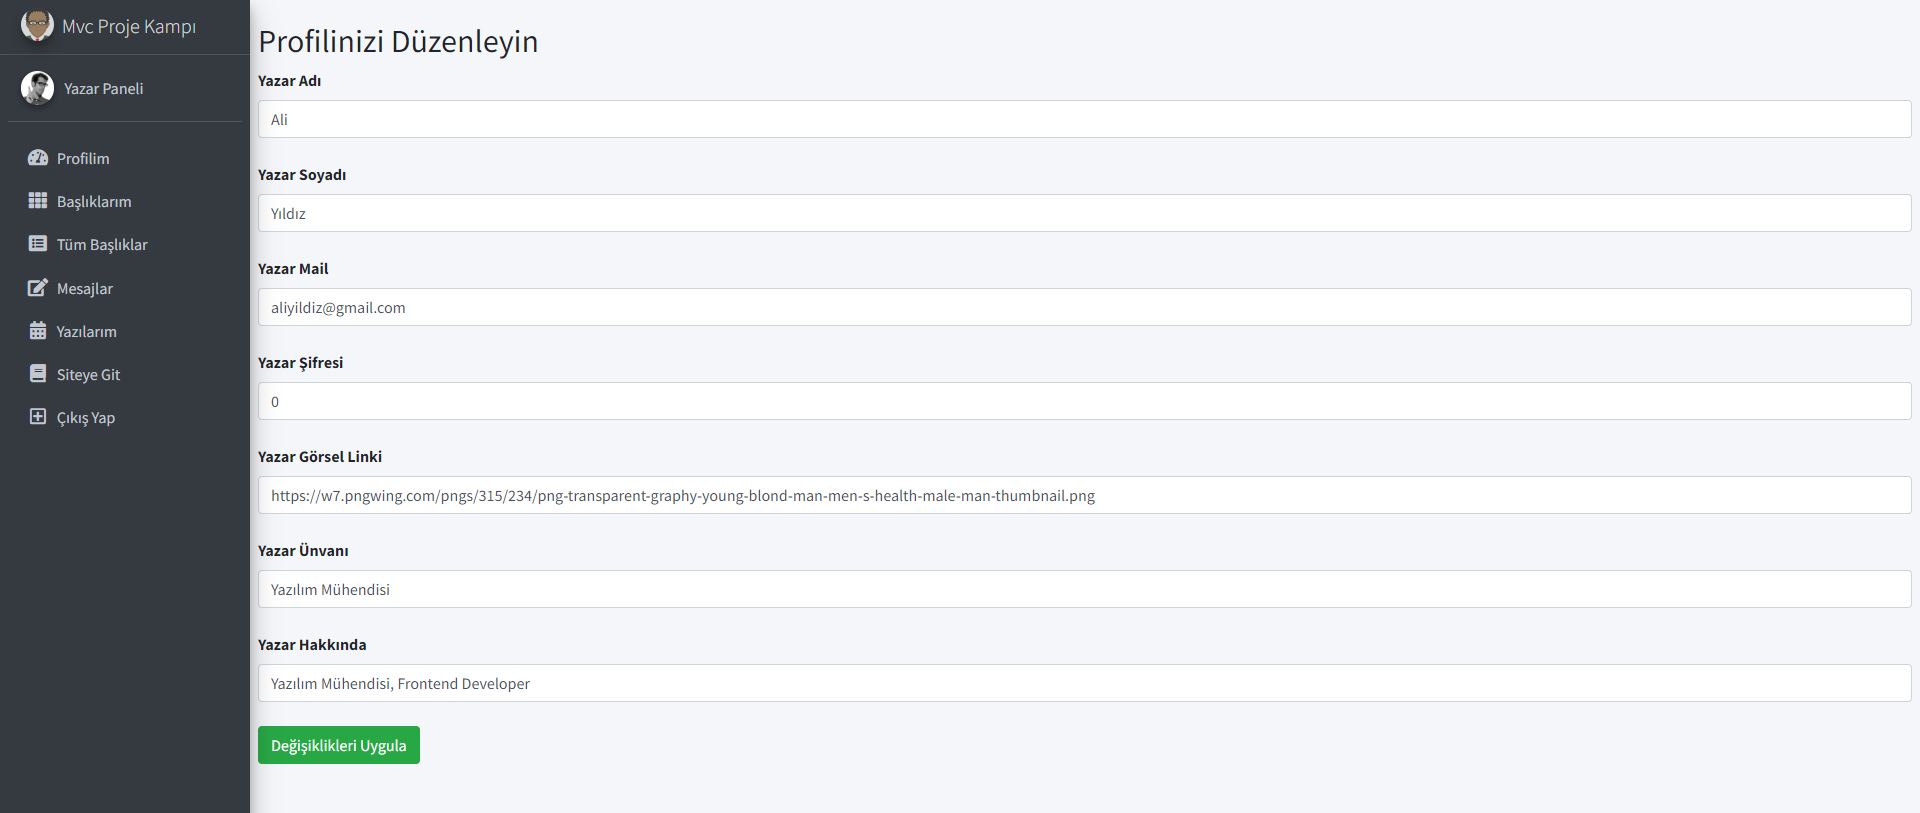 Mvc Proje Kampı
Yazar Paneli
Profilim
Başlıklarım
Tüm Başlıklar
Mesajlar
Yazılarım
Siteye Git
Çıkış Yap
Profilinizi Düzenleyin
Yazar Adı
Ali
Yazar Soyadı
Yıldız
Yazar Mail
aliyildiz@gmail.com
Yazar Şifresi
0
Yazar Görsel Linki
https://w7.pngwing.com/pngs/315/234/png-transparent-graphy-young-blond-man-men-s-health-male-man-thumbnail.png
Yazar Ünvanı
Yazılım Mühendisi
Yazar Hakkında
Yazılım Mühendisi, Frontend Developer
Değişiklikleri Uygula